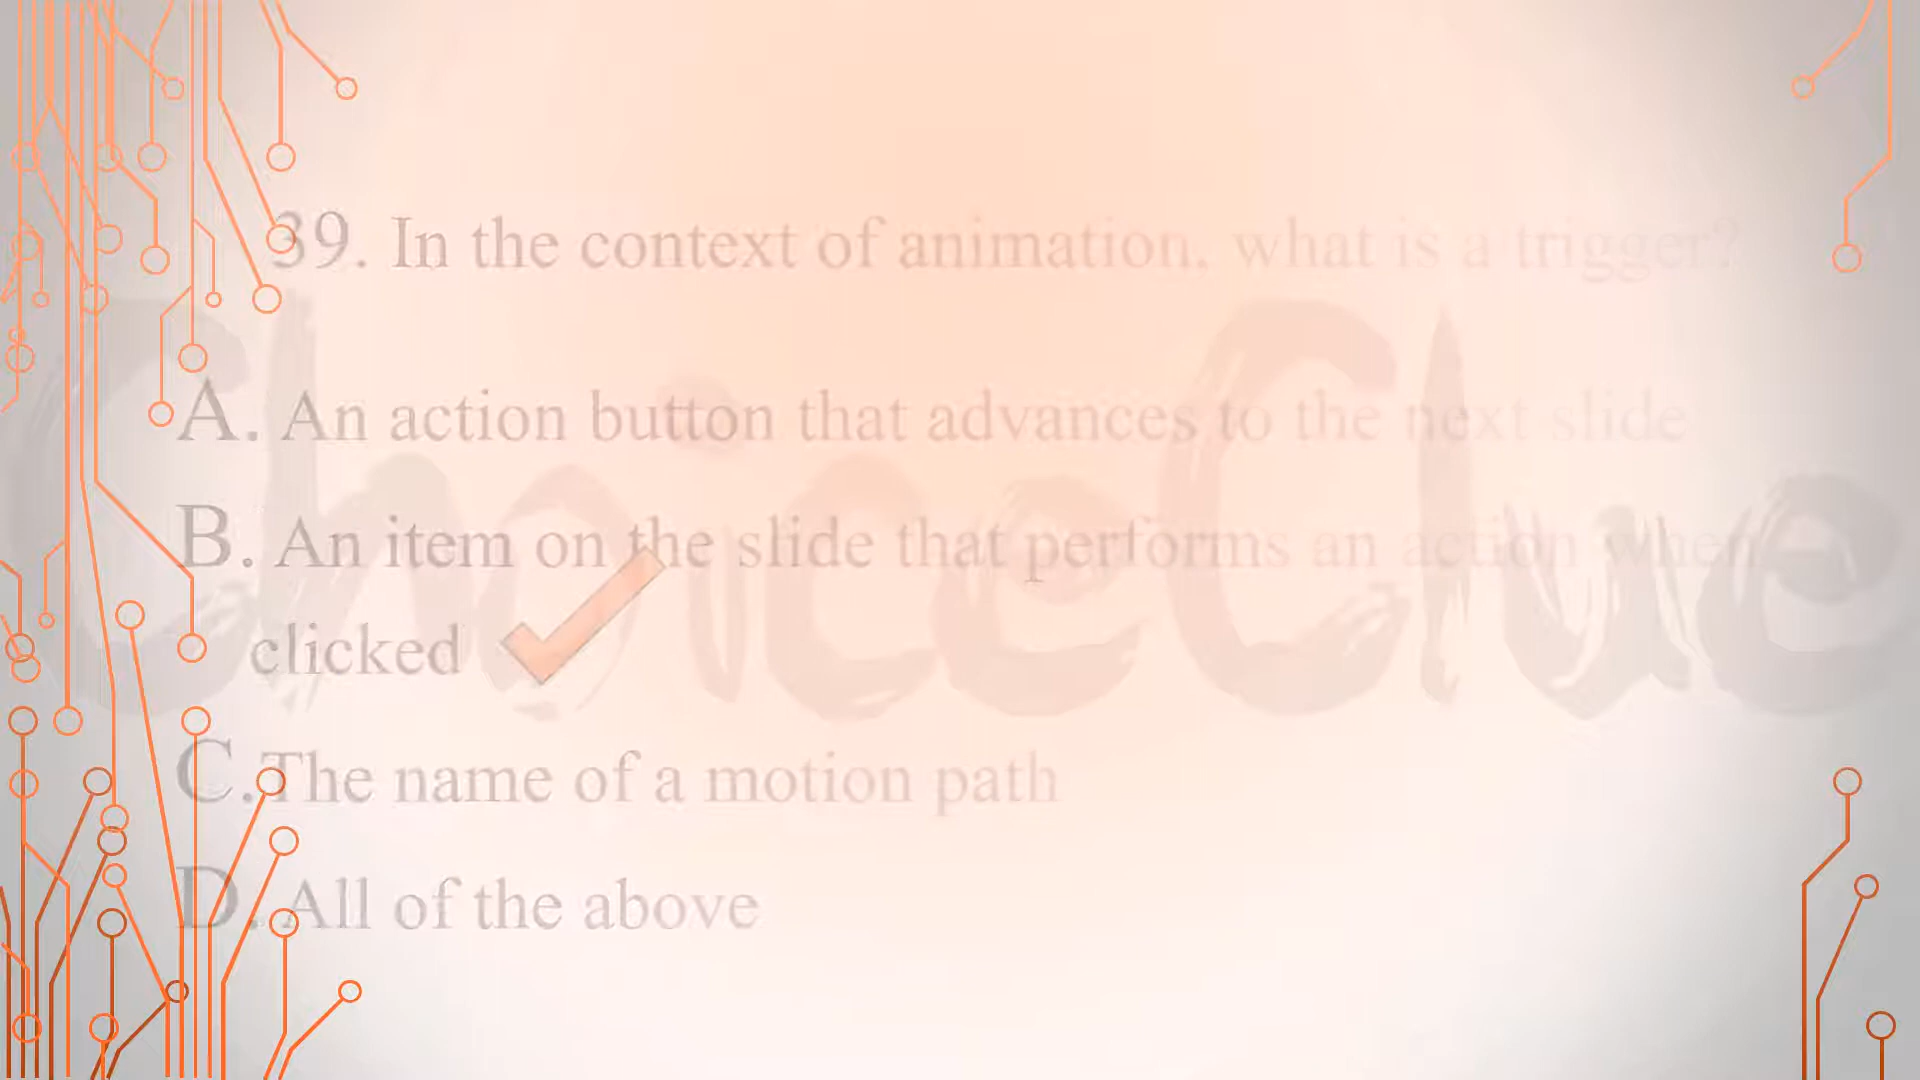 39. In the context of animation, what is a trigger?
A. An action button that advances to the next slide
B. An item on the slide that performs an action when
clicked
C.The name of a motion path
D. All of the above
ChoiceClue